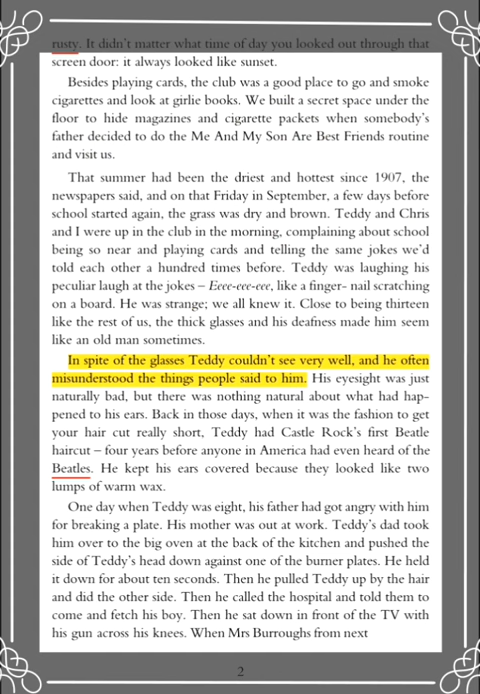 rusty. It didn't matter what time of day you looked out through that
screen door: it always looked like sunset.
Besides playing cards, the club was a good place to go and smoke
cigarettes and look at girlie books. We built a secret space under the
floor to hide magazines and cigarette packets when somebody's
father decided to do the Me And My Son Are Best Friends routine
and visit us.
That summer had been the driest and hottest since 1907, the
newspapers said, and on that Friday in September, a few days before
school started again, the grass was dry and brown. Teddy and Chris
and I were up in the club in the morning, complaining about school
being so near and playing cards and telling the same jokes we'd
told each other a hundred times before. Teddy was laughing his
peculiar laugh at the jokes – Eeee-eee-eee, like a finger- nail scratching
on a board. He was strange; we all knew it. Close to being thirteen
like the rest of us, the thick glasses and his deafness made him seem
like an old man sometimes.
In spite of the glasses Teddy couldn't see very well, and he often
misunderstood the things people said to him. His eyesight was just
naturally bad, but there was nothing natural about what had hap-
pened to his ears. Back in those days, when it was the fashion to get
your hair cut really short, Teddy had Castle Rock's first Beatle
haircut – four years before anyone in America had even heard of the
Beatles. He kept his ears covered because they looked like two
lumps of warm wax.
One day when Teddy was eight, his father had got angry with him
for breaking a plate. His mother was out at work. Teddy's dad took
him over to the big oven at the back of the kitchen and pushed the
side of Teddy's head down against one of the burner plates. He held
it down for about ten seconds. Then he pulled Teddy up by the hair
and did the other side. Then he called the hospital and told them to
come and fetch his boy. Then he sat down in front of the TV with
his gun across his knees. When Mrs Burroughs from next
2